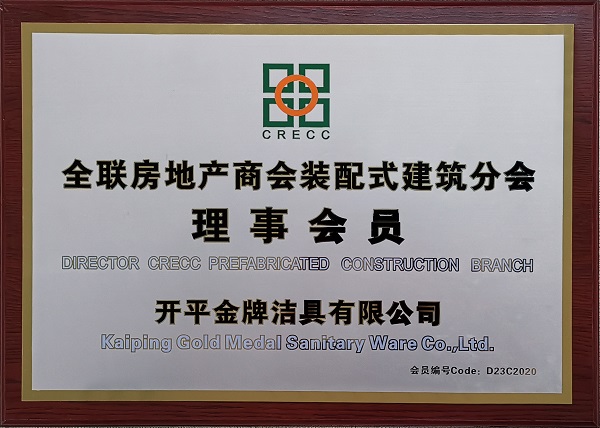 CRECC
全联房地产商会装配式建筑分会
理事会员
DIRECTOR CRECC PREFABRICATED CONSTRUCTION BRANCH
开平金牌洁具有限公司
Kaiping Gold Medal Sanitary Ware Co.,Ltd.
会员编号Code：D23C2020